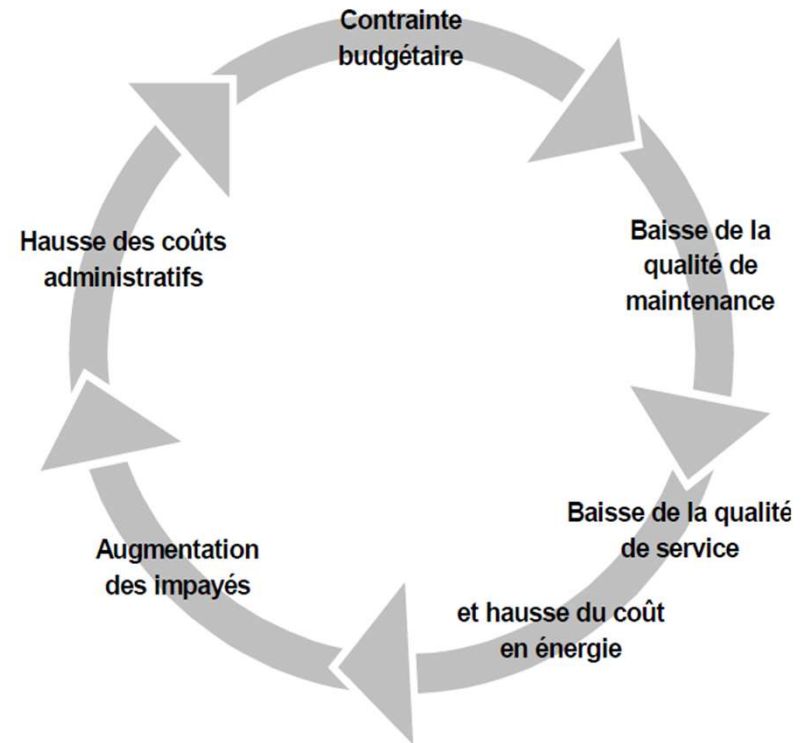 Contrainte
budgétaire
Baisse de la
qualité de
maintenance
Baisse de la qualité
de service
et hausse du coût
en énergie
Augmentation
des impayés
Hausse des coûts
administratifs